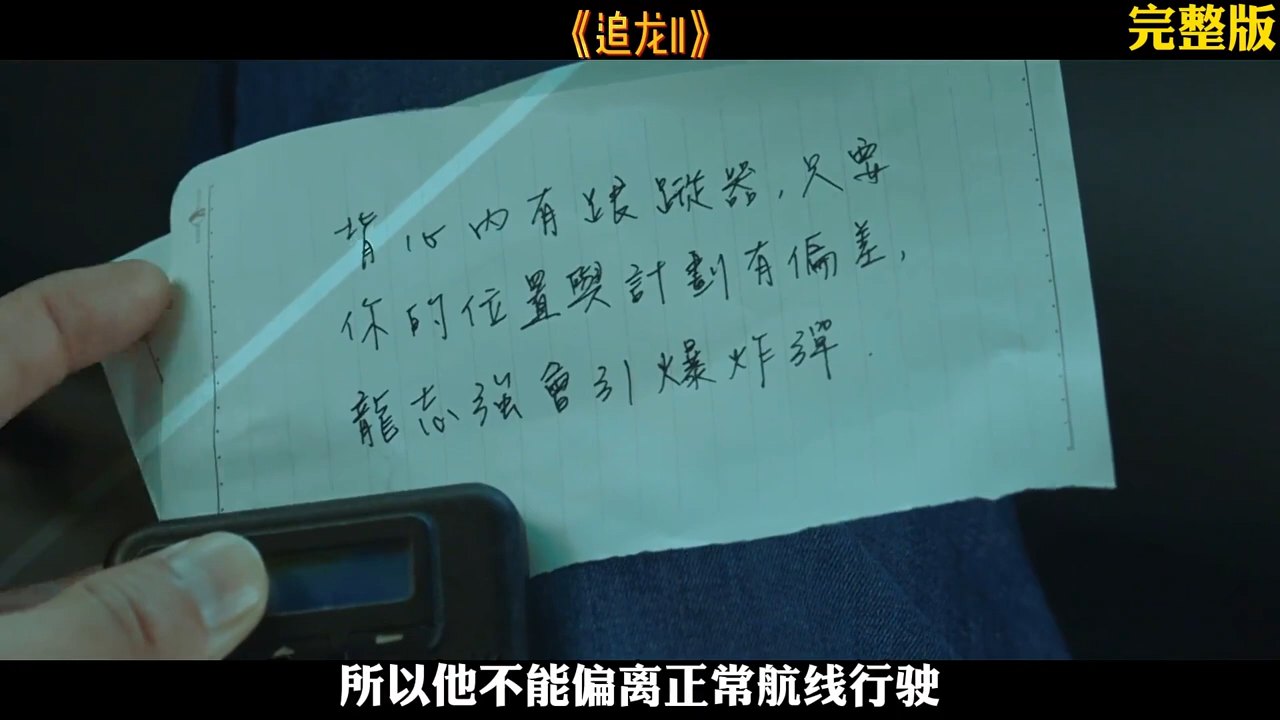 《追龙II》
完整版
背心内有跟蹤器,只要
你的位置與計劃有偏差,
龍志強會引爆炸彈.
所以他不能偏离正常航线行驶